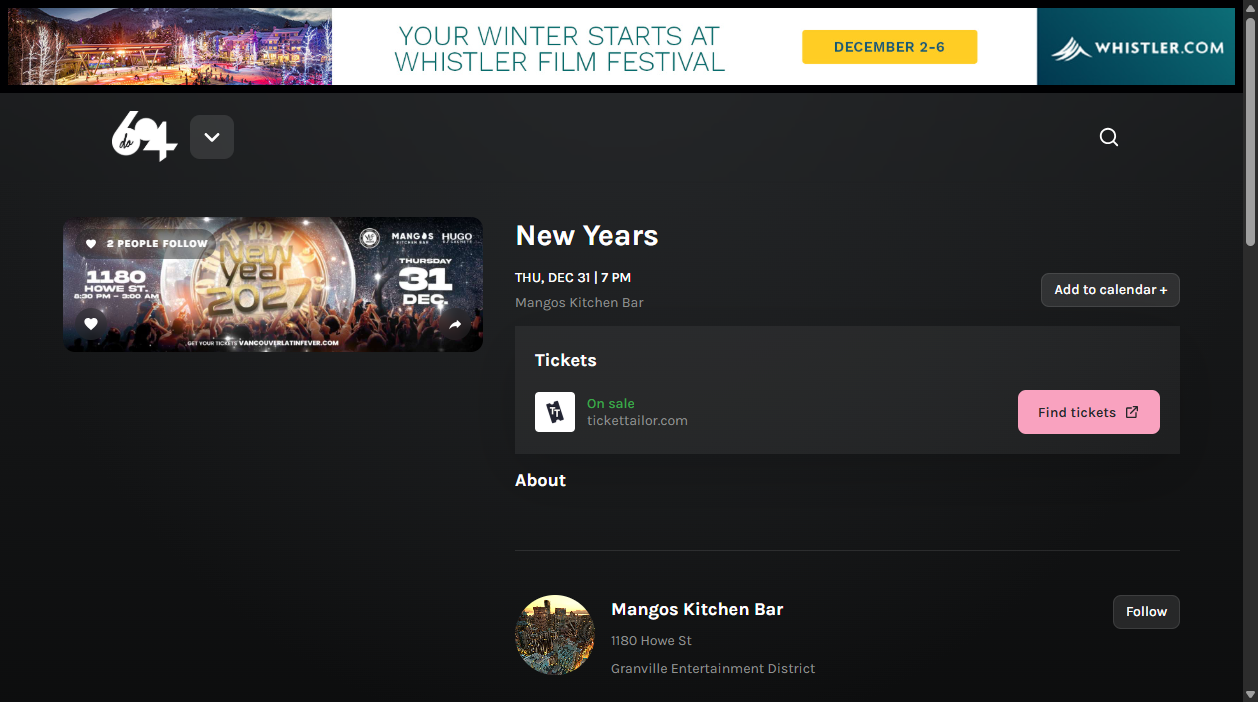 YOUR WINTER STARTS AT
WHISTLER FILM FESTIVAL
DECEMBER 2-6
WHISTLER.COM
do604
2 PEOPLE FOLLOW
MANGOS
KITCHEN BAR
HUGO
1180
HOWE ST.
8:30 PM – 3:00 AM
New
year
2027
THURSDAY
31
DEC.
GET YOUR TICKETS VANCOUVERLATINFEVER.COM
New Years
THU, DEC 31 | 7 PM
Mangos Kitchen Bar
Add to calendar +
Tickets
TT
On sale
tickettailor.com
Find tickets
About
Mangos Kitchen Bar
1180 Howe St
Granville Entertainment District
Follow